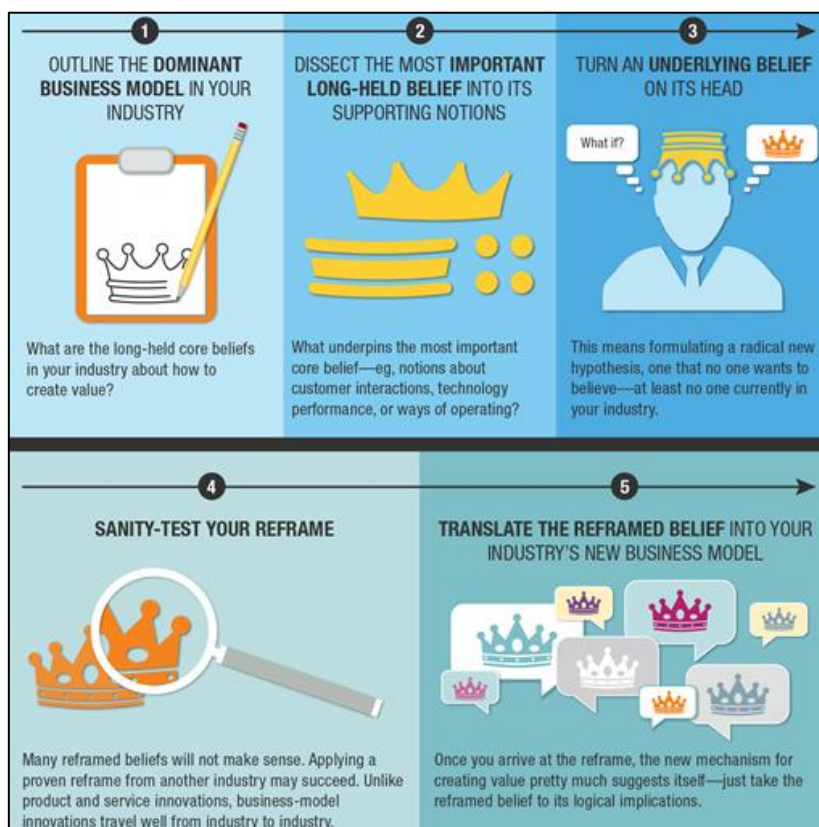 1
OUTLINE THE DOMINANT
BUSINESS MODEL IN YOUR
INDUSTRY
What are the long-held core beliefs
in your industry about how to
create value?
2
DISSECT THE MOST IMPORTANT
LONG-HELD BELIEF INTO ITS
SUPPORTING NOTIONS
What underpins the most important
core belief—eg, notions about
customer interactions, technology
performance, or ways of operating?
3
TURN AN UNDERLYING BELIEF
ON ITS HEAD
What if?
This means formulating a radical new
hypothesis, one that no one wants to
believe—at least no one currently in
your industry.
4
SANITY-TEST YOUR REFRAME
Many reframed beliefs will not make sense. Applying a
proven reframe from another industry may succeed. Unlike
product and service innovations, business-model
innovations travel well from industry to industry.
5
TRANSLATE THE REFRAMED BELIEF INTO YOUR
INDUSTRY'S NEW BUSINESS MODEL
Once you arrive at the reframe, the new mechanism for
creating value pretty much suggests itself—just take the
reframed belief to its logical implications.